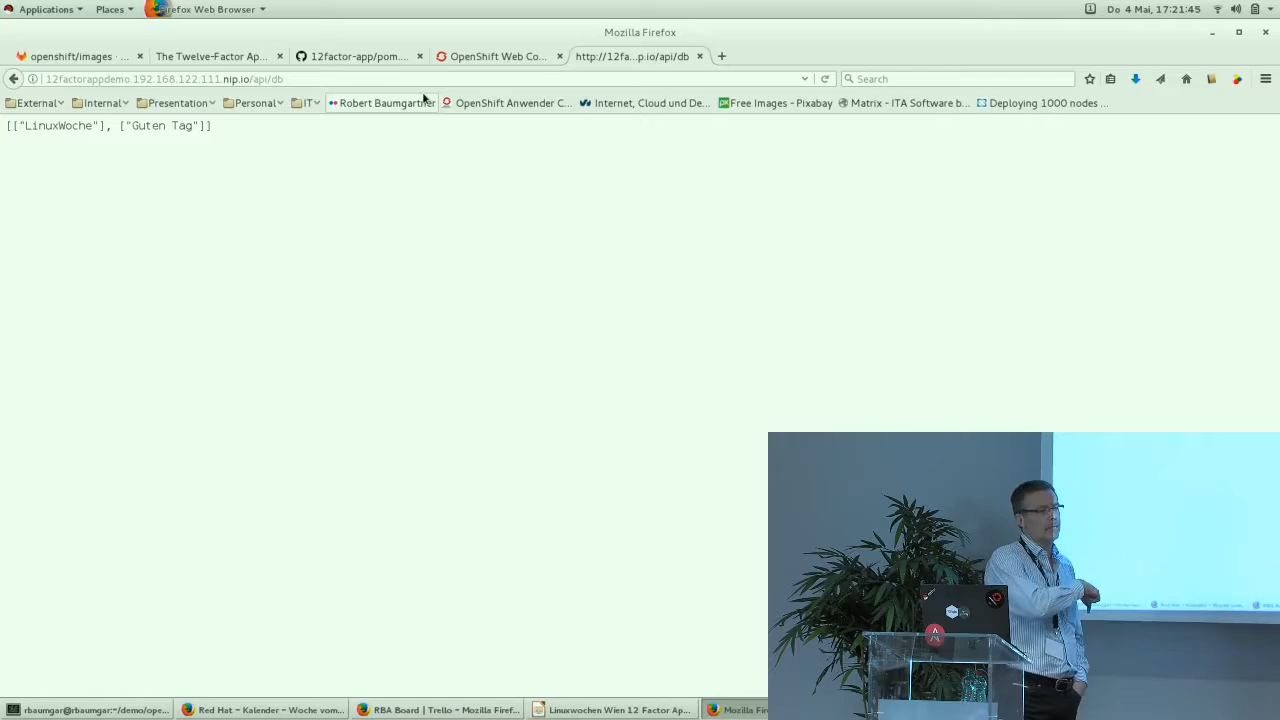 Applications Places Firefox Web Browser 1 Do 4 Mai, 17:21:45
Mozilla Firefox
openshift/images · ... The Twelve-Factor Ap... 12factor-app/pom.... OpenShift Web Co... http://12fa...p.io/api/db
12factorappdemo.192.168.122.111.nip.io/api/db Search
External Internal Presentation Personal IT Robert Baumgartner OpenShift Anwender C... Internet, Cloud und De... Free Images - Pixabay Matrix - ITA Software b... Deploying 1000 nodes ...
[["LinuxWoche"], ["Guten Tag"]]
rbaumgar@rbaumgar:~/demo/ope... Red Hat – Kalender – Woche vom... RBA Board | Trello – Mozilla Firef... Linuxwochen Wien 12 Factor Ap... Mozilla Fir